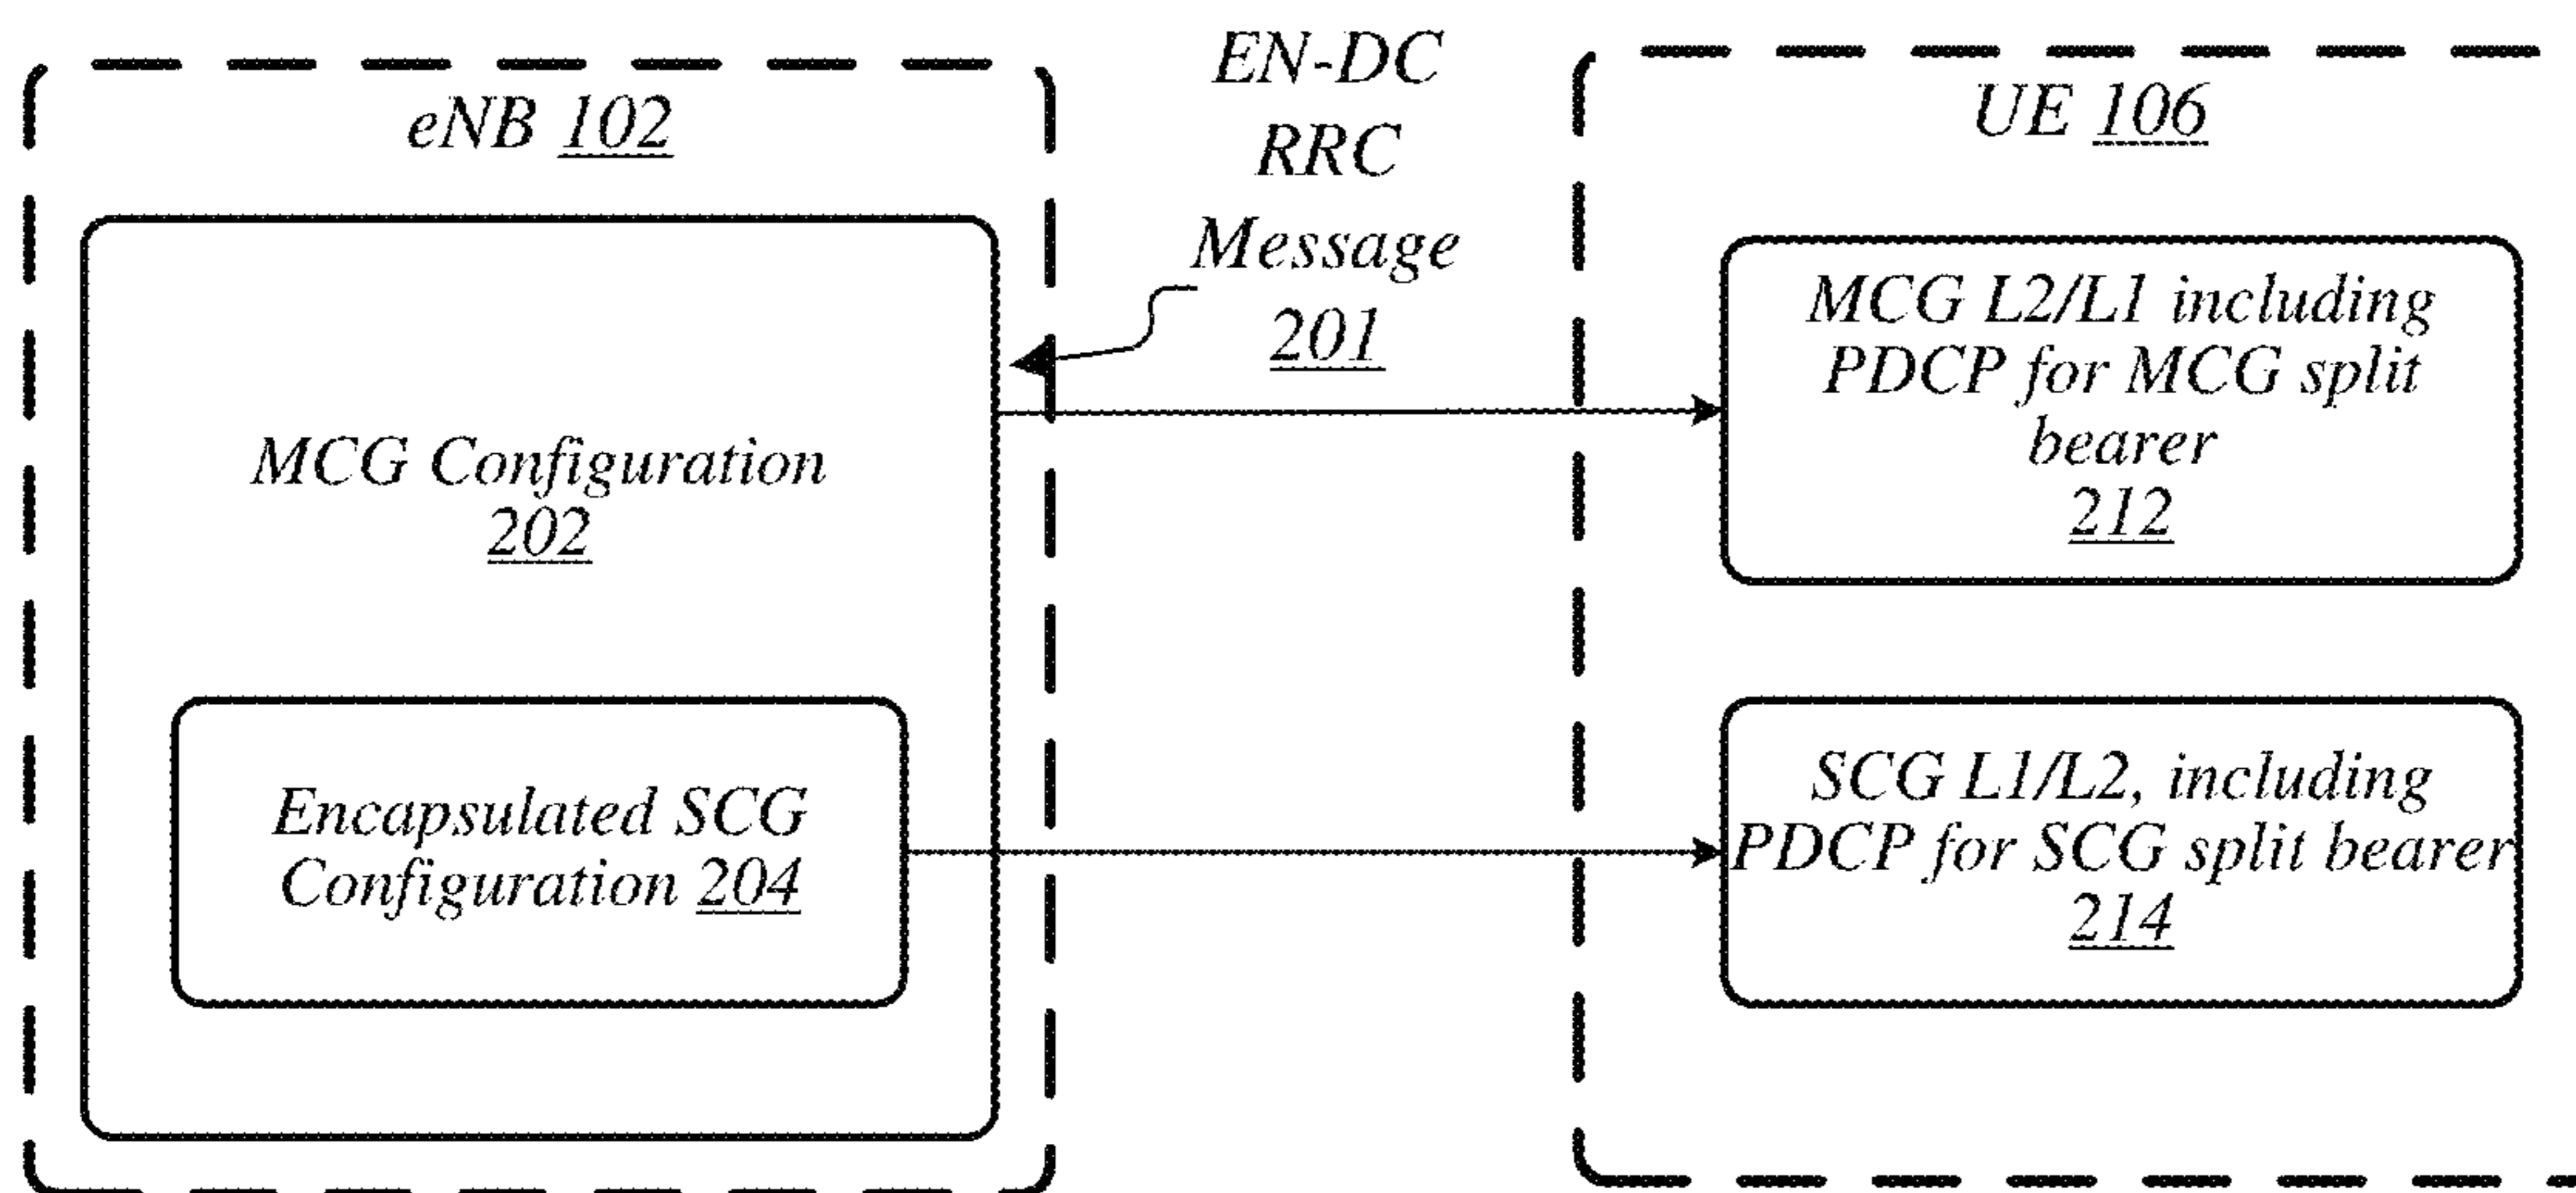 eNB 102
MCG Configuration
202
Encapsulated SCG
Configuration 204
EN-DC
RRC
Message
201
UE 106
MCG L2/L1 including
PDCP for MCG split
bearer
212
SCG L1/L2, including
PDCP for SCG split bearer
214